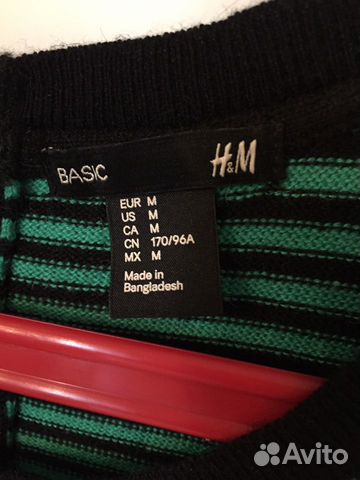 BASIC H&M
EUR M
US M
CA M
CN 170/96A
MX M
Made in
Bangladesh
Avito